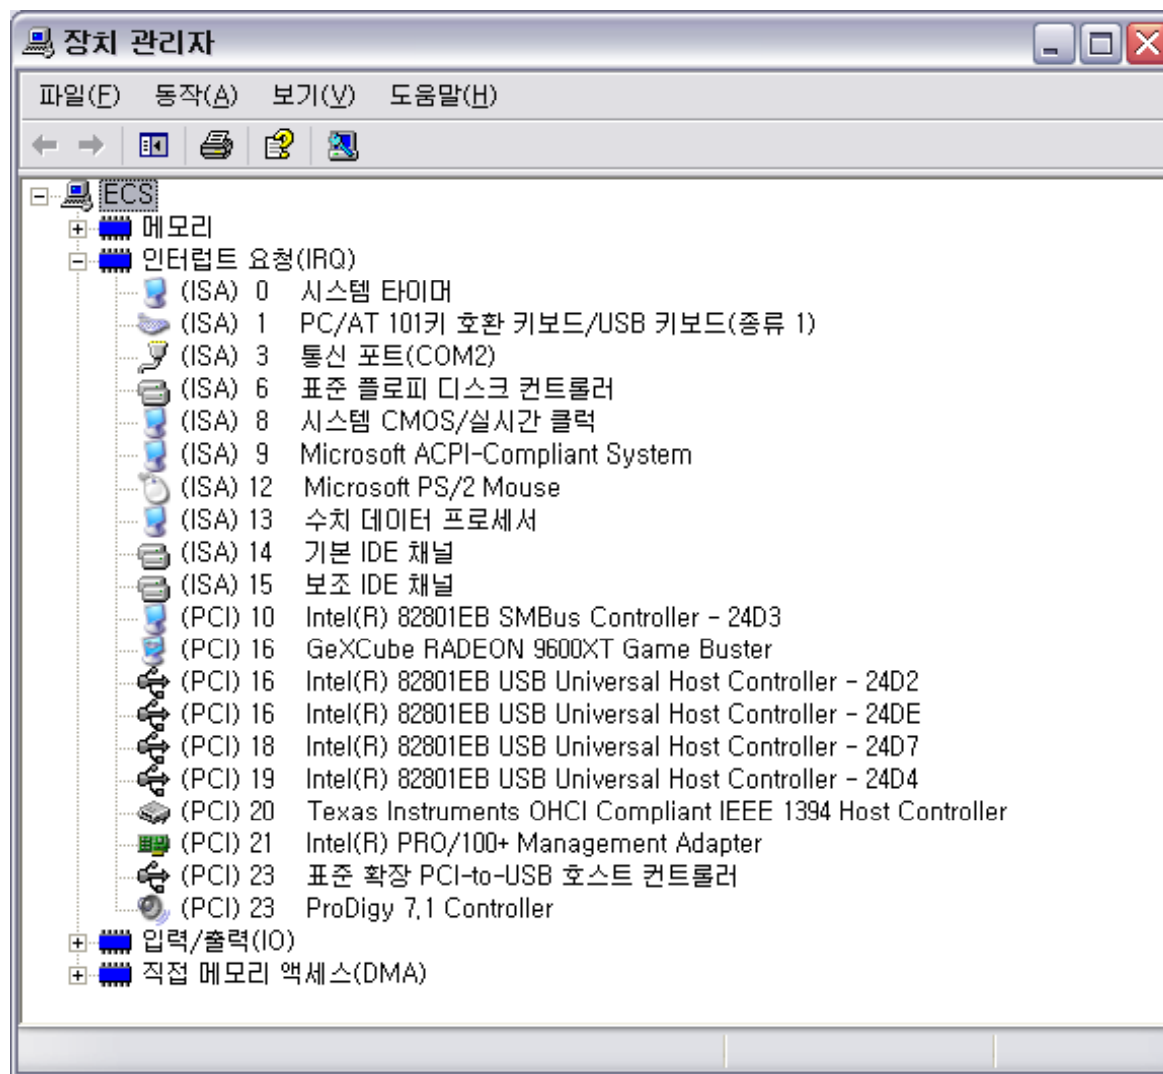 장치 관리자
파일(F) 동작(A) 보기(V) 도움말(H)
ECS
메모리
인터럽트 요청(IRQ)
(ISA) 0 시스템 타이머
(ISA) 1 PC/AT 101키 호환 키보드/USB 키보드(종류 1)
(ISA) 3 통신 포트(COM2)
(ISA) 6 표준 플로피 디스크 컨트롤러
(ISA) 8 시스템 CMOS/실시간 클럭
(ISA) 9 Microsoft ACPI-Compliant System
(ISA) 12 Microsoft PS/2 Mouse
(ISA) 13 수치 데이터 프로세서
(ISA) 14 기본 IDE 채널
(ISA) 15 보조 IDE 채널
(PCI) 10 Intel(R) 82801EB SMBus Controller - 24D3
(PCI) 16 GeXCube RADEON 9600XT Game Buster
(PCI) 16 Intel(R) 82801EB USB Universal Host Controller - 24D2
(PCI) 16 Intel(R) 82801EB USB Universal Host Controller - 24DE
(PCI) 18 Intel(R) 82801EB USB Universal Host Controller - 24D7
(PCI) 19 Intel(R) 82801EB USB Universal Host Controller - 24D4
(PCI) 20 Texas Instruments OHCI Compliant IEEE 1394 Host Controller
(PCI) 21 Intel(R) PRO/100+ Management Adapter
(PCI) 23 표준 확장 PCI-to-USB 호스트 컨트롤러
(PCI) 23 ProDigy 7.1 Controller
입력/출력(IO)
직접 메모리 액세스(DMA)